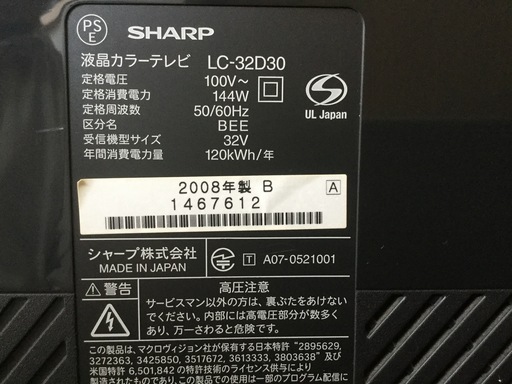 PS
E
SHARP
液晶カラーテレビ LC-32D30
定格電圧 100V～
定格消費電力 144W
定格周波数 50/60Hz
区分名 BEE
受信機型サイズ 32V
年間消費電力量 120kWh/年
S
UL Japan
2008年製 B
A
1467612
シャープ株式会社
MADE IN JAPAN
T A07-0521001
警告 高圧注意
サービスマン以外の方は、裏ぶたをあけない
でください。内部には高電圧部分が数多く
あり、万一さわると危険です。
この製品は、マクロヴィジョン社が保有する日本特許 "2895629,
3272363, 3425850, 3517672, 3613333, 3803638" 及び
米国特許 6,501,842 の特許ライセンス供与により